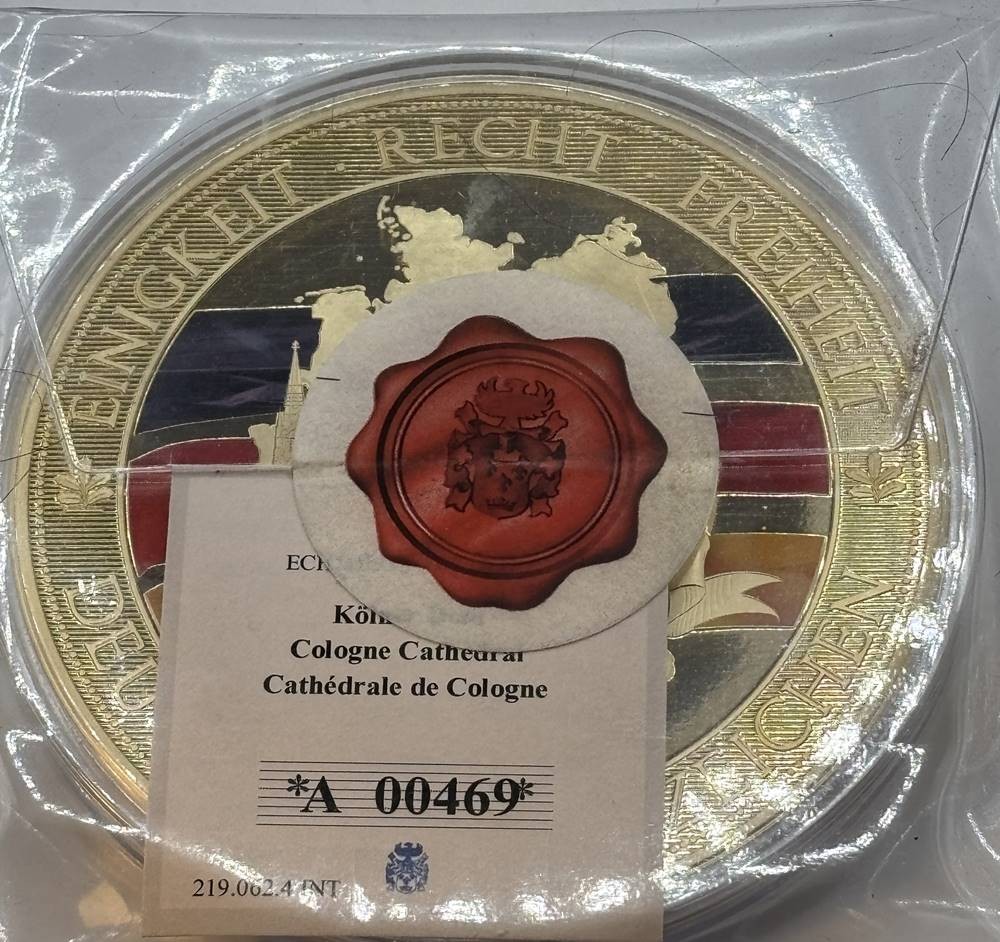 EINIGKEIT · RECHT · FREIHEIT
Cologne Cathedral
Cathédrale de Cologne
*A 00469*
219.062.4 INT